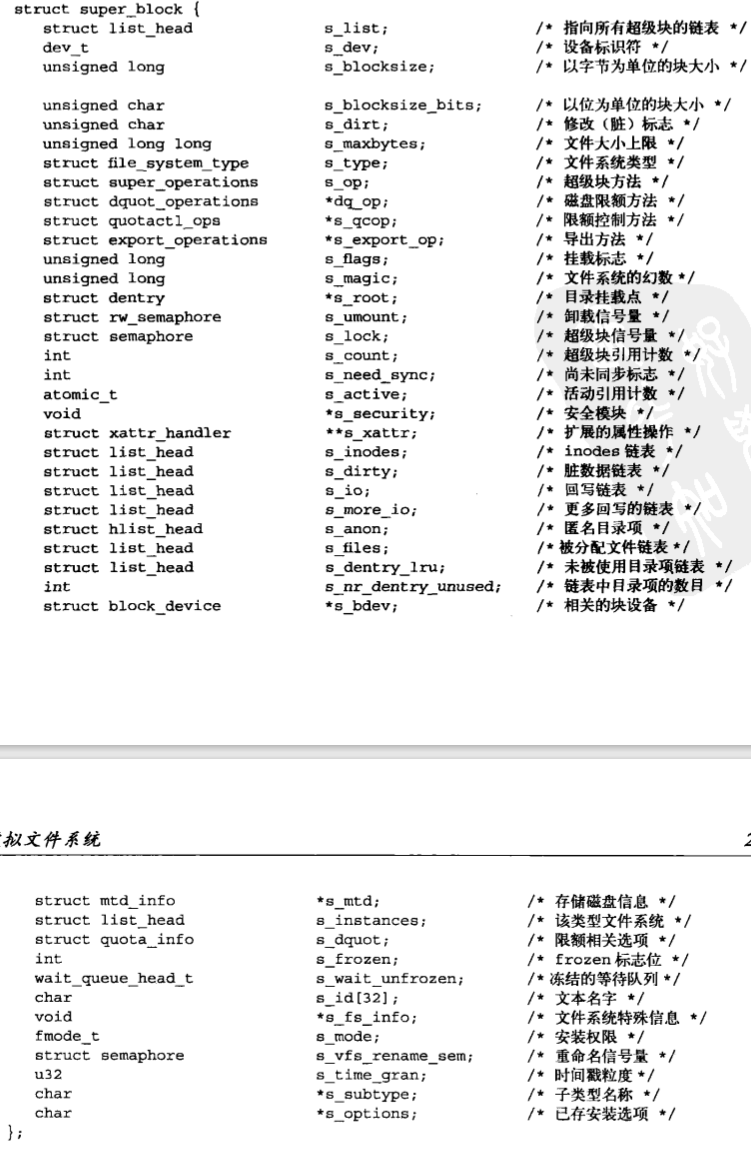 struct super_block {
struct list_head s_list; /* 指向所有超级块的链表 */
dev_t s_dev; /* 设备标识符 */
unsigned long s_blocksize; /* 以字节为单位的块大小 */
unsigned char s_blocksize_bits; /* 以位为单位的块大小 */
unsigned char s_dirt; /* 修改（脏）标志 */
unsigned long long s_maxbytes; /* 文件大小上限 */
struct file_system_type s_type; /* 文件系统类型 */
struct super_operations s_op; /* 超级块方法 */
struct dquot_operations *dq_op; /* 磁盘限额方法 */
struct quotactl_ops *s_qcop; /* 限额控制方法 */
struct export_operations *s_export_op; /* 导出方法 */
unsigned long s_flags; /* 挂载标志 */
unsigned long s_magic; /* 文件系统的幻数 */
struct dentry *s_root; /* 目录挂载点 */
struct rw_semaphore s_umount; /* 卸载信号量 */
struct semaphore s_lock; /* 超级块信号量 */
int s_count; /* 超级块引用计数 */
int s_need_sync; /* 尚未同步标志 */
atomic_t s_active; /* 活动引用计数 */
void *s_security; /* 安全模块 */
struct xattr_handler **s_xattr; /* 扩展的属性操作 */
struct list_head s_inodes; /* inodes 链表 */
struct list_head s_dirty; /* 脏数据链表 */
struct list_head s_io; /* 回写链表 */
struct list_head s_more_io; /* 更多回写的链表 */
struct hlist_head s_anon; /* 匿名目录项 */
struct list_head s_files; /* 被分配文件链表 */
struct list_head s_dentry_lru; /* 未被使用目录项链表 */
int s_nr_dentry_unused; /* 链表中目录项的数目 */
struct block_device *s_bdev; /* 相关的块设备 */
拟文件系统 2
struct mtd_info *s_mtd; /* 存储磁盘信息 */
struct list_head s_instances; /* 该类型文件系统 */
struct quota_info s_dquot; /* 限额相关选项 */
int s_frozen; /* frozen 标志位 */
wait_queue_head_t s_wait_unfrozen; /* 冻结的等待队列 */
char s_id[32]; /* 文本名字 */
void *s_fs_info; /* 文件系统特殊信息 */
fmode_t s_mode; /* 安装权限 */
struct semaphore s_vfs_rename_sem; /* 重命名信号量 */
u32 s_time_gran; /* 时间戳粒度 */
char *s_subtype; /* 子类型名称 */
char *s_options; /* 已存安装选项 */
};